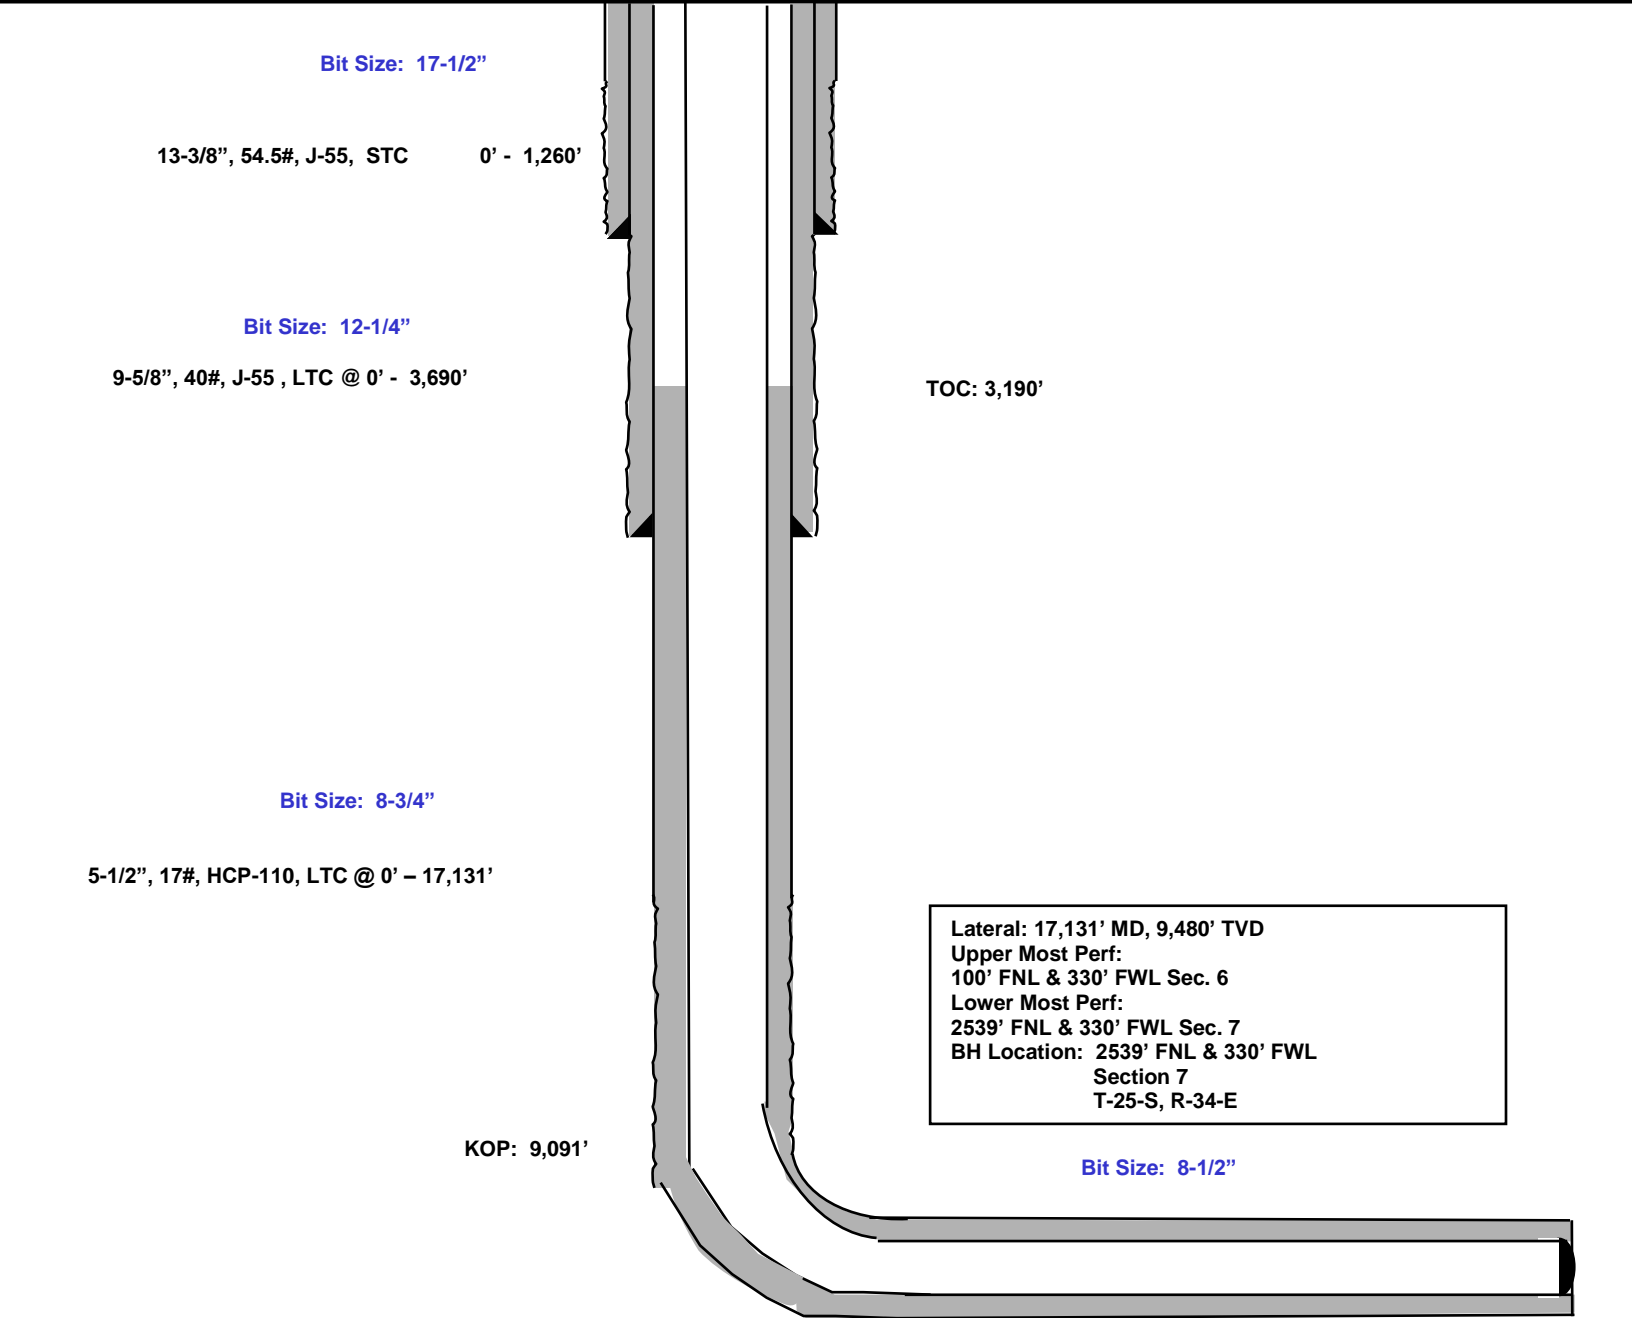 Bit Size:  17-1/2”
13-3/8”, 54.5#, J-55,  STC          0’ -  1,260’
Bit Size:  12-1/4”
9-5/8”, 40#, J-55 , LTC @ 0’ -  3,690’
TOC: 3,190’
Bit Size:  8-3/4”
5-1/2”, 17#, HCP-110, LTC @ 0’ – 17,131’
Lateral: 17,131’ MD, 9,480’ TVD
Upper Most Perf:
100’ FNL & 330’ FWL Sec. 6
Lower Most Perf:
2539’ FNL & 330’ FWL Sec. 7
BH Location:  2539’ FNL & 330’ FWL
Section 7
T-25-S, R-34-E
KOP:  9,091’
Bit Size:  8-1/2”